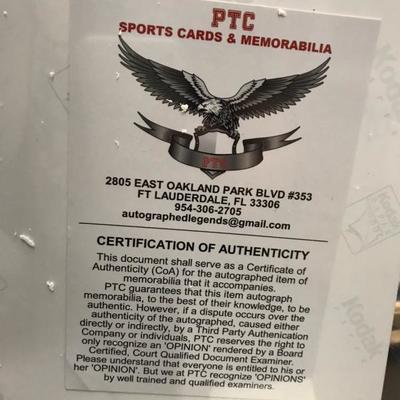 PTC
SPORTS CARDS & MEMORABILIA
PTC
2805 EAST OAKLAND PARK BLVD #353
FT LAUDERDALE, FL 33306
954-306-2705
autographedlegends@gmail.com
CERTIFICATION OF AUTHENTICITY
This document shall serve as a Certificate of
Authenticity (CoA) for the autographed item of
memorabilia that it accompanies.
PTC guarantees that this item autograph
memorabilia, to the best of their knowledge, to be
authentic. However, if a dispute occurs over the
authenticity of the autographed, caused either
directly or indirectly, by a Third Party Authenication
Company or individuals, PTC reserves the right to
only recognize an 'OPINION' rendered by a Board
Certified, Court Qualified Document Examiner.
Please understand that everyone is entitled to his or
her 'OPINION'. But we at PTC recognize 'OPINIONS'
by well trained and qualified examiners.
Kodak
Kodak